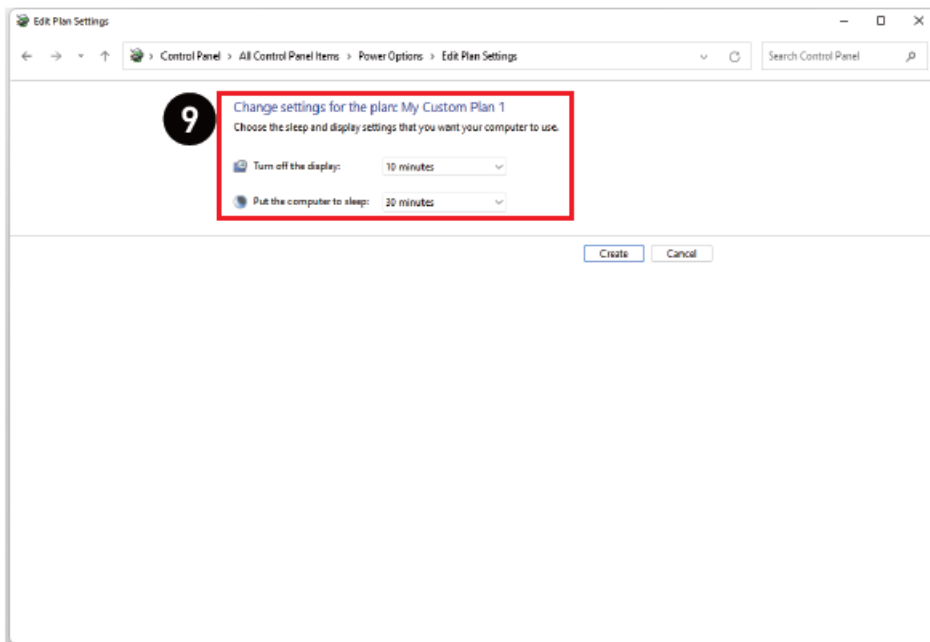 Edit Plan Settings
Control Panel > All Control Panel Items > Power Options > Edit Plan Settings
Search Control Panel
9
Change settings for the plan: My Custom Plan 1
Choose the sleep and display settings that you want your computer to use.
Turn off the display: 10 minutes
Put the computer to sleep: 30 minutes
Create Cancel